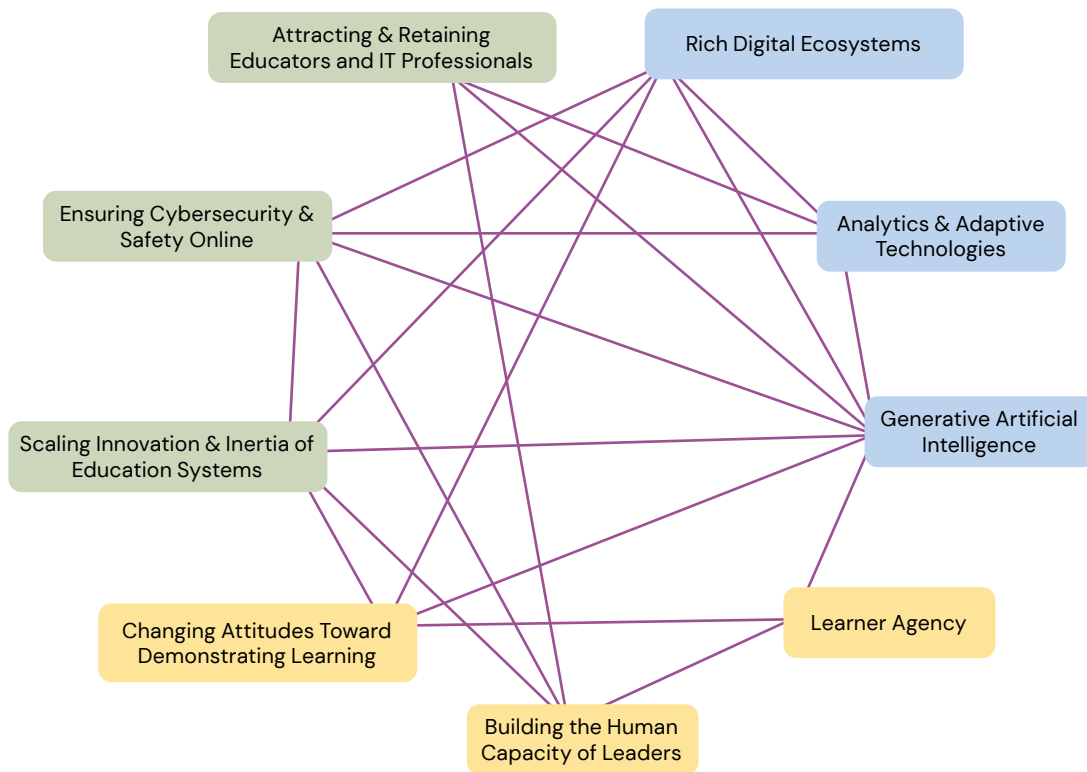 Attracting & Retaining
Educators and IT Professionals
Rich Digital Ecosystems
Ensuring Cybersecurity &
Safety Online
Analytics & Adaptive
Technologies
Scaling Innovation & Inertia of
Education Systems
Generative Artificial
Intelligence
Changing Attitudes Toward
Demonstrating Learning
Learner Agency
Building the Human
Capacity of Leaders